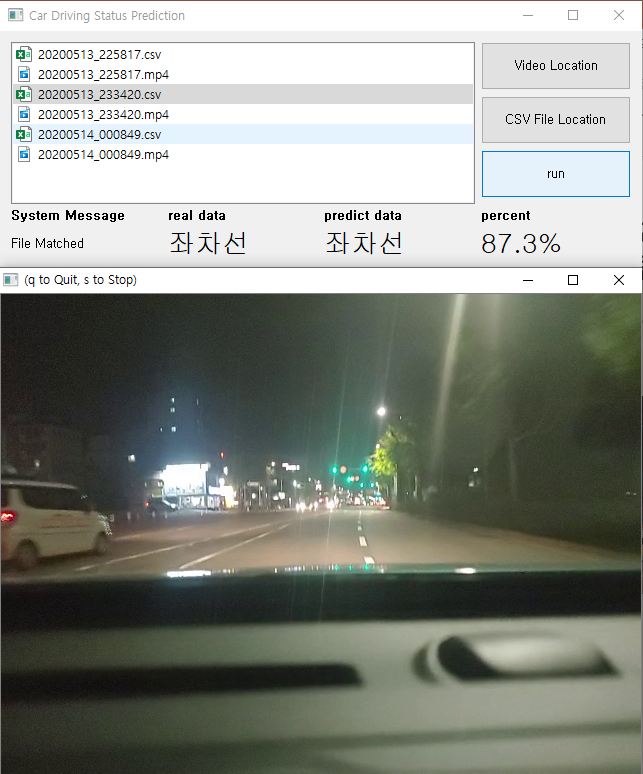 Car Driving Status Prediction
20200513_225817.csv
20200513_225817.mp4
20200513_233420.csv
20200513_233420.mp4
20200514_000849.csv
20200514_000849.mp4
Video Location
CSV File Location
run
System Message real data predict data percent
File Matched 좌차선 좌차선 87.3%
(q to Quit, s to Stop)